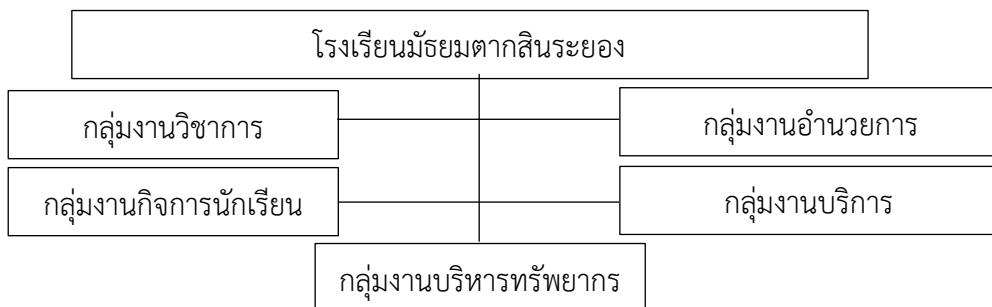 โรงเรียนมัธยมตากสินระยอง
กลุ่มงานวิชาการ
กลุ่มงานอำนวยการ
กลุ่มงานกิจการนักเรียน
กลุ่มงานบริการ
กลุ่มงานบริหารทรัพยากร